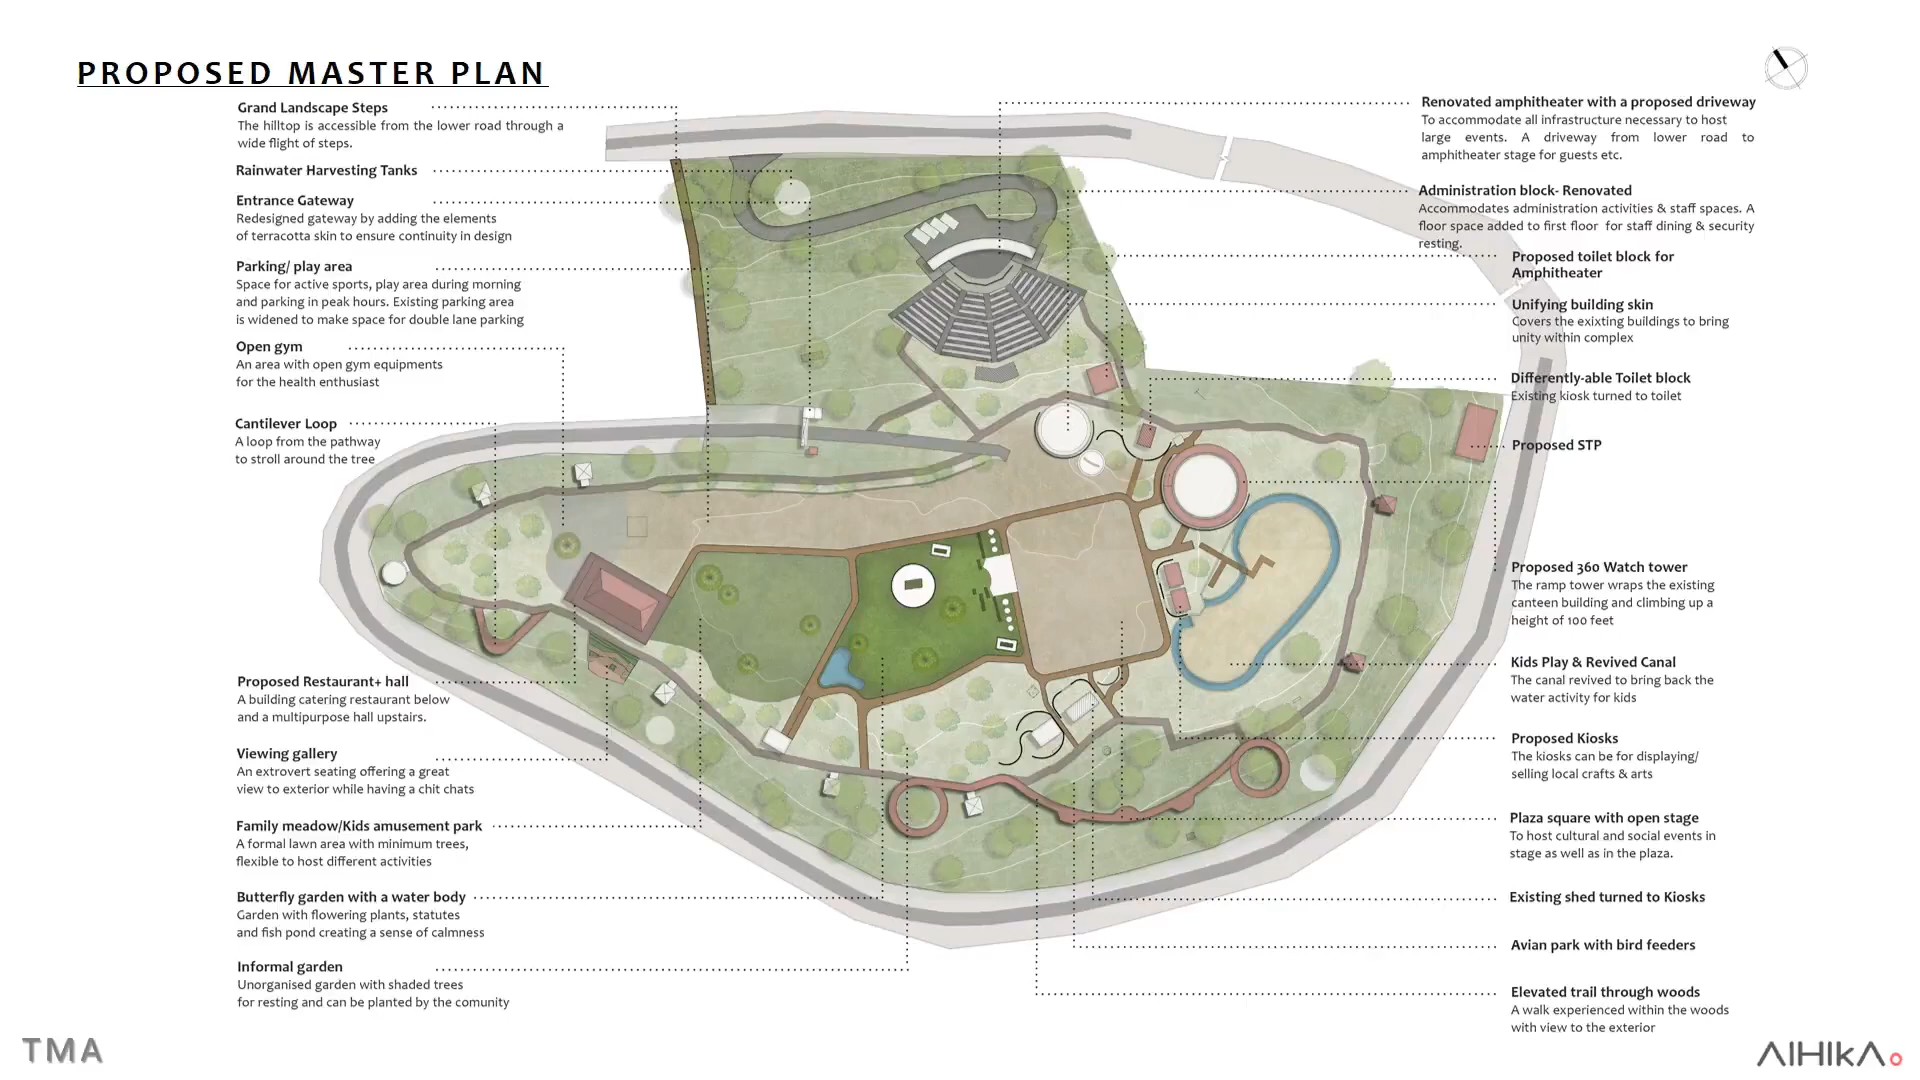 PROPOSED MASTER PLAN
Grand Landscape Steps
The hilltop is accessible from the lower road through a
wide flight of steps.
Rainwater Harvesting Tanks
Entrance Gateway
Redesigned gateway by adding the elements
of terracotta skin to ensure continuity in design
Parking/ play area
Space for active sports, play area during morning
and parking in peak hours. Existing parking area
is widened to make space for double lane parking
Open gym
An area with open gym equipments
for the health enthusiast
Cantilever Loop
A loop from the pathway
to stroll around the tree
Proposed Restaurant+ hall
A building catering restaurant below
and a multipurpose hall upstairs.
Viewing gallery
An extrovert seating offering a great
view to exterior while having a chit chats
Family meadow/Kids amusement park
A formal lawn area with minimum trees,
flexible to host different activities
Butterfly garden with a water body
Garden with flowering plants, statutes
and fish pond creating a sense of calmness
Informal garden
Unorganised garden with shaded trees
for resting and can be planted by the comunity
Renovated amphitheater with a proposed driveway
To accommodate all infrastructure necessary to host
large events. A driveway from lower road to
amphitheater stage for guests etc.
Administration block- Renovated
Accommodates administration activities & staff spaces. A
floor space added to first floor for staff dining & security
resting.
Proposed toilet block for
Amphitheater
Unifying building skin
Covers the exixting buildings to bring
unity within complex
Differently-able Toilet block
Existing kiosk turned to toilet
Proposed STP
Proposed 360 Watch tower
The ramp tower wraps the existing
canteen building and climbing up a
height of 100 feet
Kids Play & Revived Canal
The canal revived to bring back the
water activity for kids
Proposed Kiosks
The kiosks can be for displaying/
selling local crafts & arts
Plaza square with open stage
To host cultural and social events in
stage as well as in the plaza.
Existing shed turned to Kiosks
Avian park with bird feeders
Elevated trail through woods
A walk experienced within the woods
with view to the exterior
TMA
AIHIKA